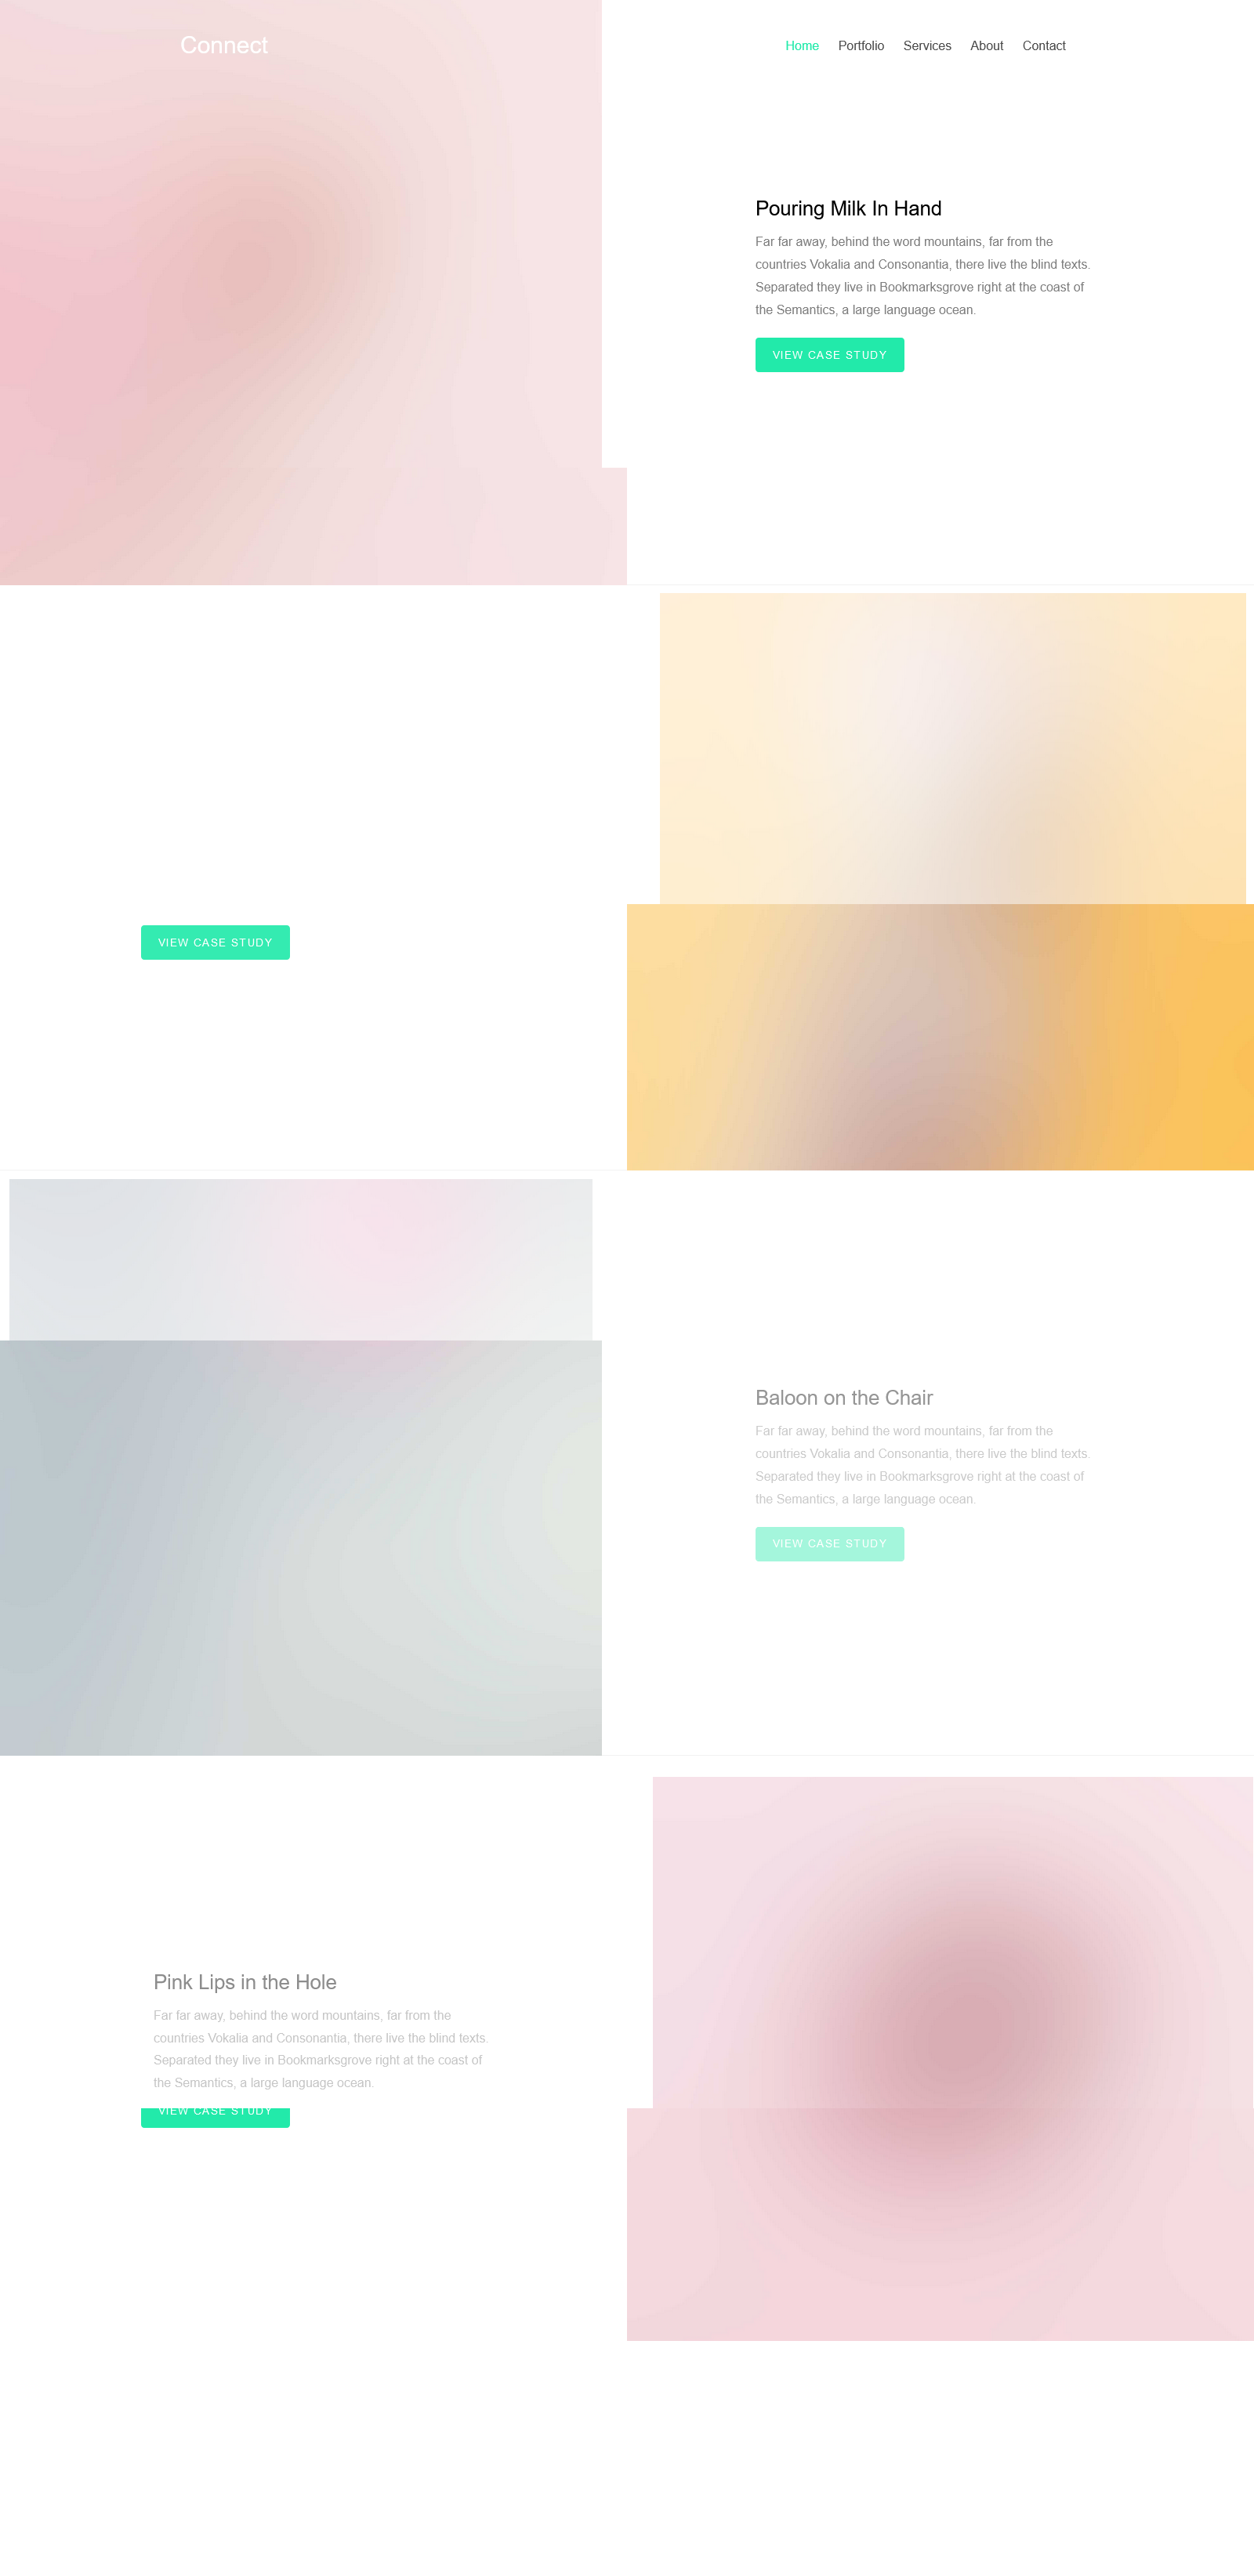 Connect
Home Portfolio Services About Contact
Pouring Milk In Hand
Far far away, behind the word mountains, far from the
countries Vokalia and Consonantia, there live the blind texts.
Separated they live in Bookmarksgrove right at the coast of
the Semantics, a large language ocean.
VIEW CASE STUDY
VIEW CASE STUDY
Baloon on the Chair
Far far away, behind the word mountains, far from the
countries Vokalia and Consonantia, there live the blind texts.
Separated they live in Bookmarksgrove right at the coast of
the Semantics, a large language ocean.
VIEW CASE STUDY
Pink Lips in the Hole
Far far away, behind the word mountains, far from the
countries Vokalia and Consonantia, there live the blind texts.
Separated they live in Bookmarksgrove right at the coast of
the Semantics, a large language ocean.
VIEW CASE STUDY